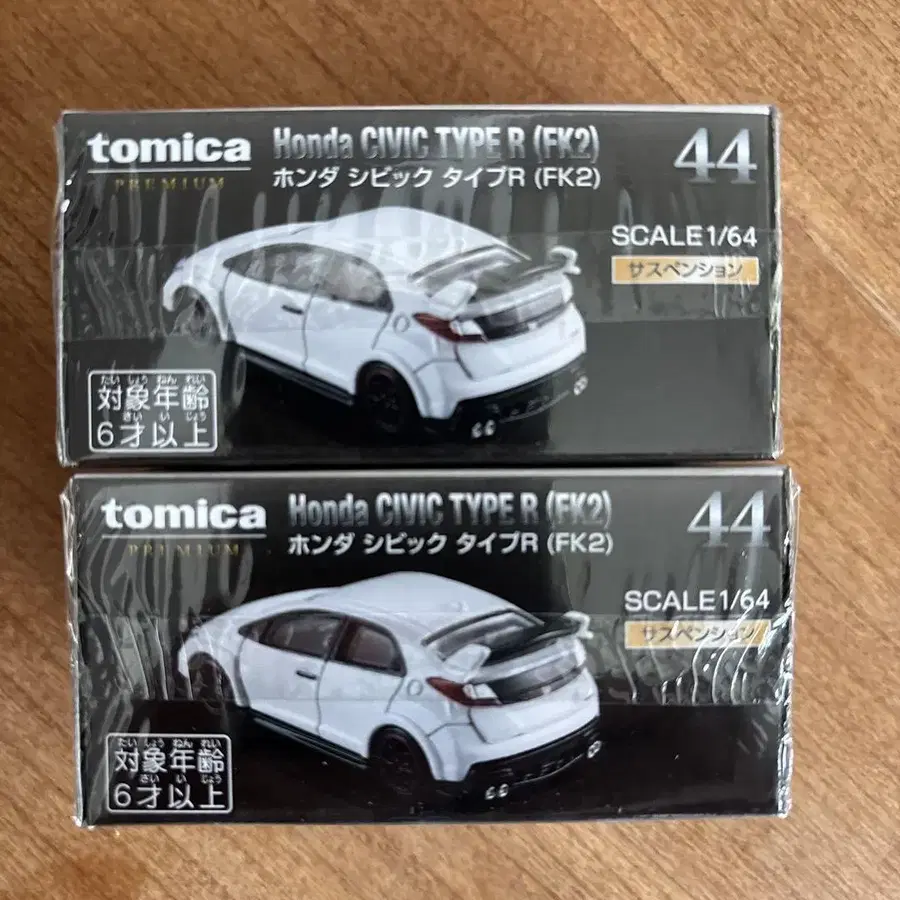 tomica
PREMIUM
Honda CIVIC TYPE R (FK2)
ホンダ シビック タイプR (FK2)
44
SCALE1/64
サスペンション
たい しょう ねん れい
対象年齢
さい い じょう
6才以上
tomica
PREMIUM
Honda CIVIC TYPE R (FK2)
ホンダ シビック タイプR (FK2)
44
SCALE1/64
サスペンション
たい しょう ねん れい
対象年齢
さい い じょう
6才以上